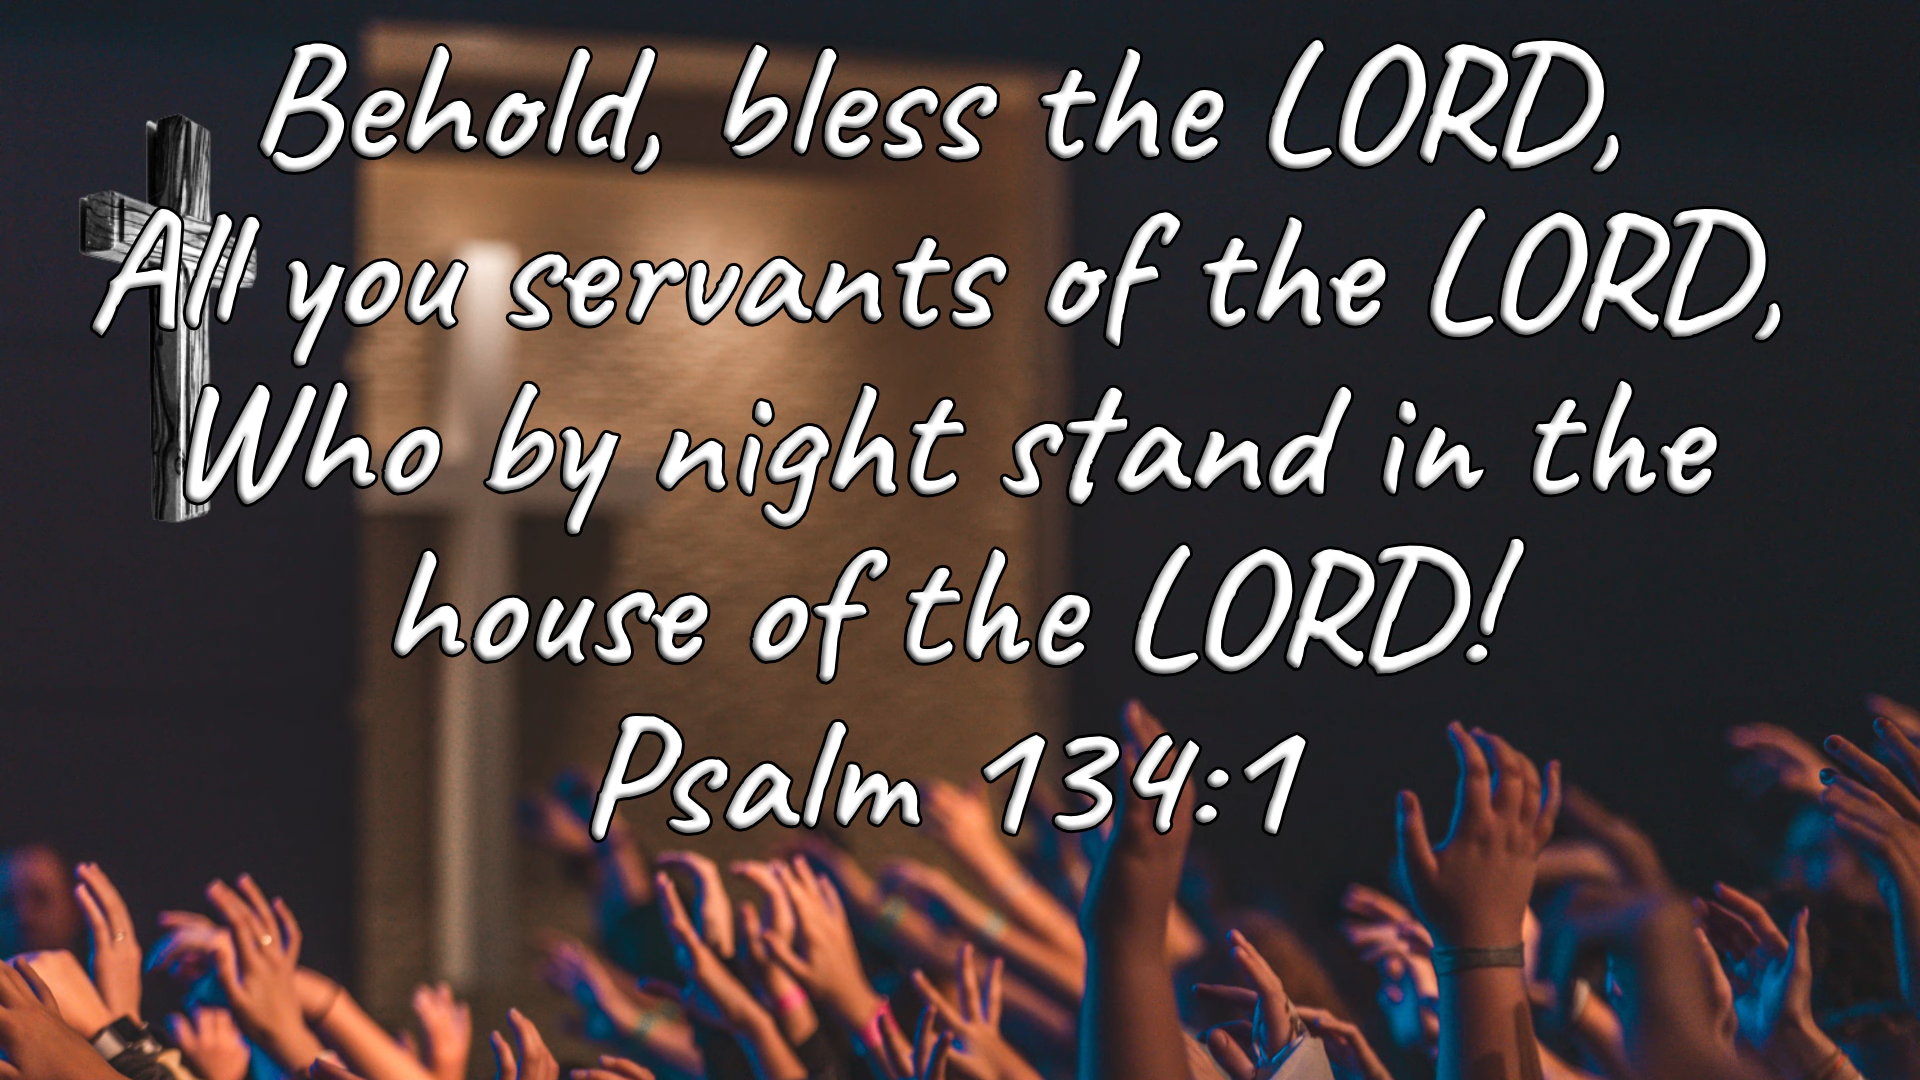 Behold, bless the LORD,
All you servants of the LORD,
Who by night stand in the
house of the LORD!
Psalm 134:1